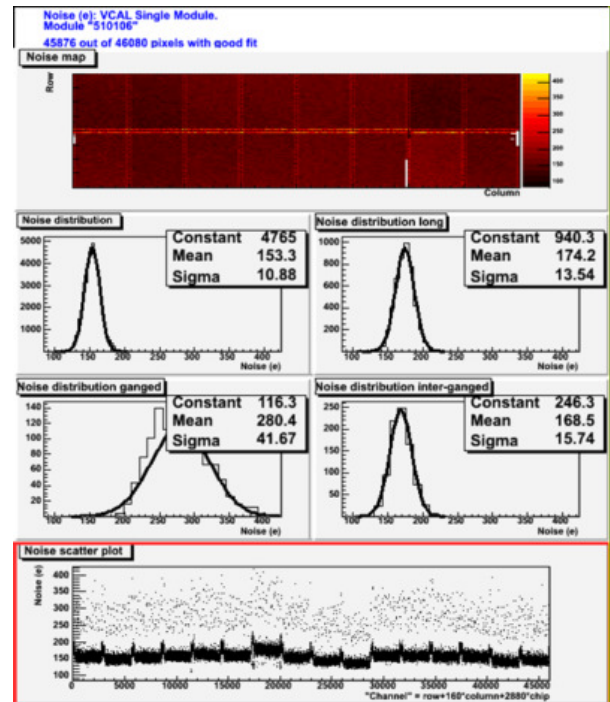 Noise (e): VCAL Single Module.
Module "510106"
45876 out of 46080 pixels with good fit
Noise map
Row
400
350
300
250
200
150
100
Column
Noise distribution
Constant 4765
Mean 153.3
Sigma 10.88
5000
4000
3000
2000
1000
100 150 200 250 300 350 400
Noise (e)
Noise distribution long
Constant 940.3
Mean 174.2
Sigma 13.54
1000
800
600
400
200
100 150 200 250 300 350 400
Noise (e)
Noise distribution ganged
Constant 116.3
Mean 280.4
Sigma 41.67
140
120
100
80
60
40
20
100 150 200 250 300 350 400
Noise (e)
Noise distribution inter-ganged
Constant 246.3
Mean 168.5
Sigma 15.74
250
200
150
100
50
100 150 200 250 300 350 400
Noise (e)
Noise scatter plot
Noise (e)
400
350
300
250
200
150
100
0 5000 10000 15000 20000 25000 30000 35000 40000 45000
"Channel" = row+160*column+2880*chip